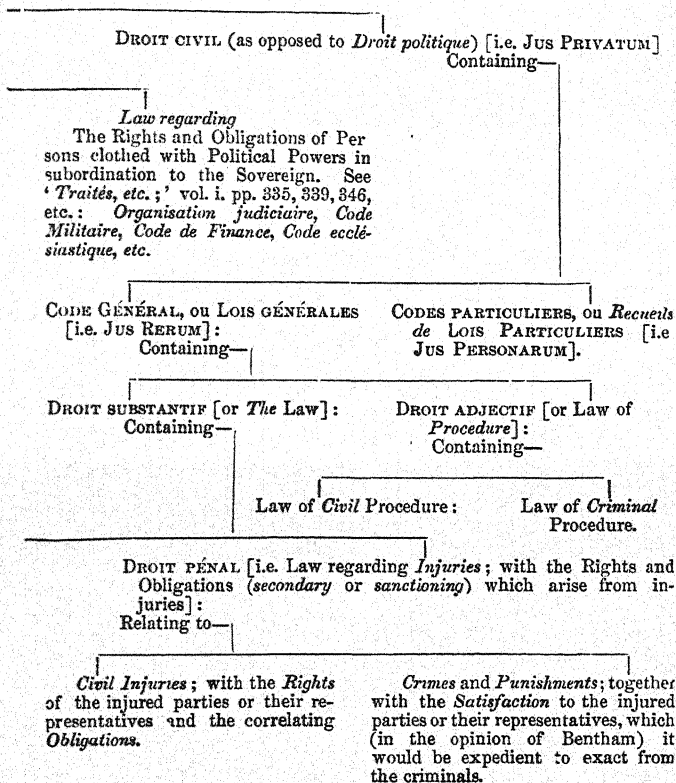 DROIT CIVIL (as opposed to Droit politique) [i.e. JUS PRIVATUM]
Containing—
Law regarding
The Rights and Obligations of Per
sons clothed with Political Powers in
subordination to the Sovereign. See
‘Traités, etc.;’ vol. i. pp. 335, 339, 346,
etc.: Organisation judiciaire, Code
Militaire, Code de Finance, Code ecclé-
siastique, etc.
CODE GÉNÉRAL, OU LOIS GÉNÉRALES
[i.e. JUS RERUM]:
Containing—
CODES PARTICULIERS, OU Recueils
de LOIS PARTICULIERS [i.e
JUS PERSONARUM].
DROIT SUBSTANTIF [or The Law]:
Containing—
DROIT ADJECTIF [or Law of
Procedure]:
Containing—
Law of Civil Procedure:
Law of Criminal
Procedure.
DROIT PÉNAL [i.e. Law regarding Injuries; with the Rights and
Obligations (secondary or sanctioning) which arise from in-
juries]:
Relating to—
Civil Injuries; with the Rights
of the injured parties or their re-
presentatives and the correlating
Obligations.
Crimes and Punishments; together
with the Satisfaction to the injured
parties or their representatives, which
(in the opinion of Bentham) it
would be expedient to exact from
the criminals.